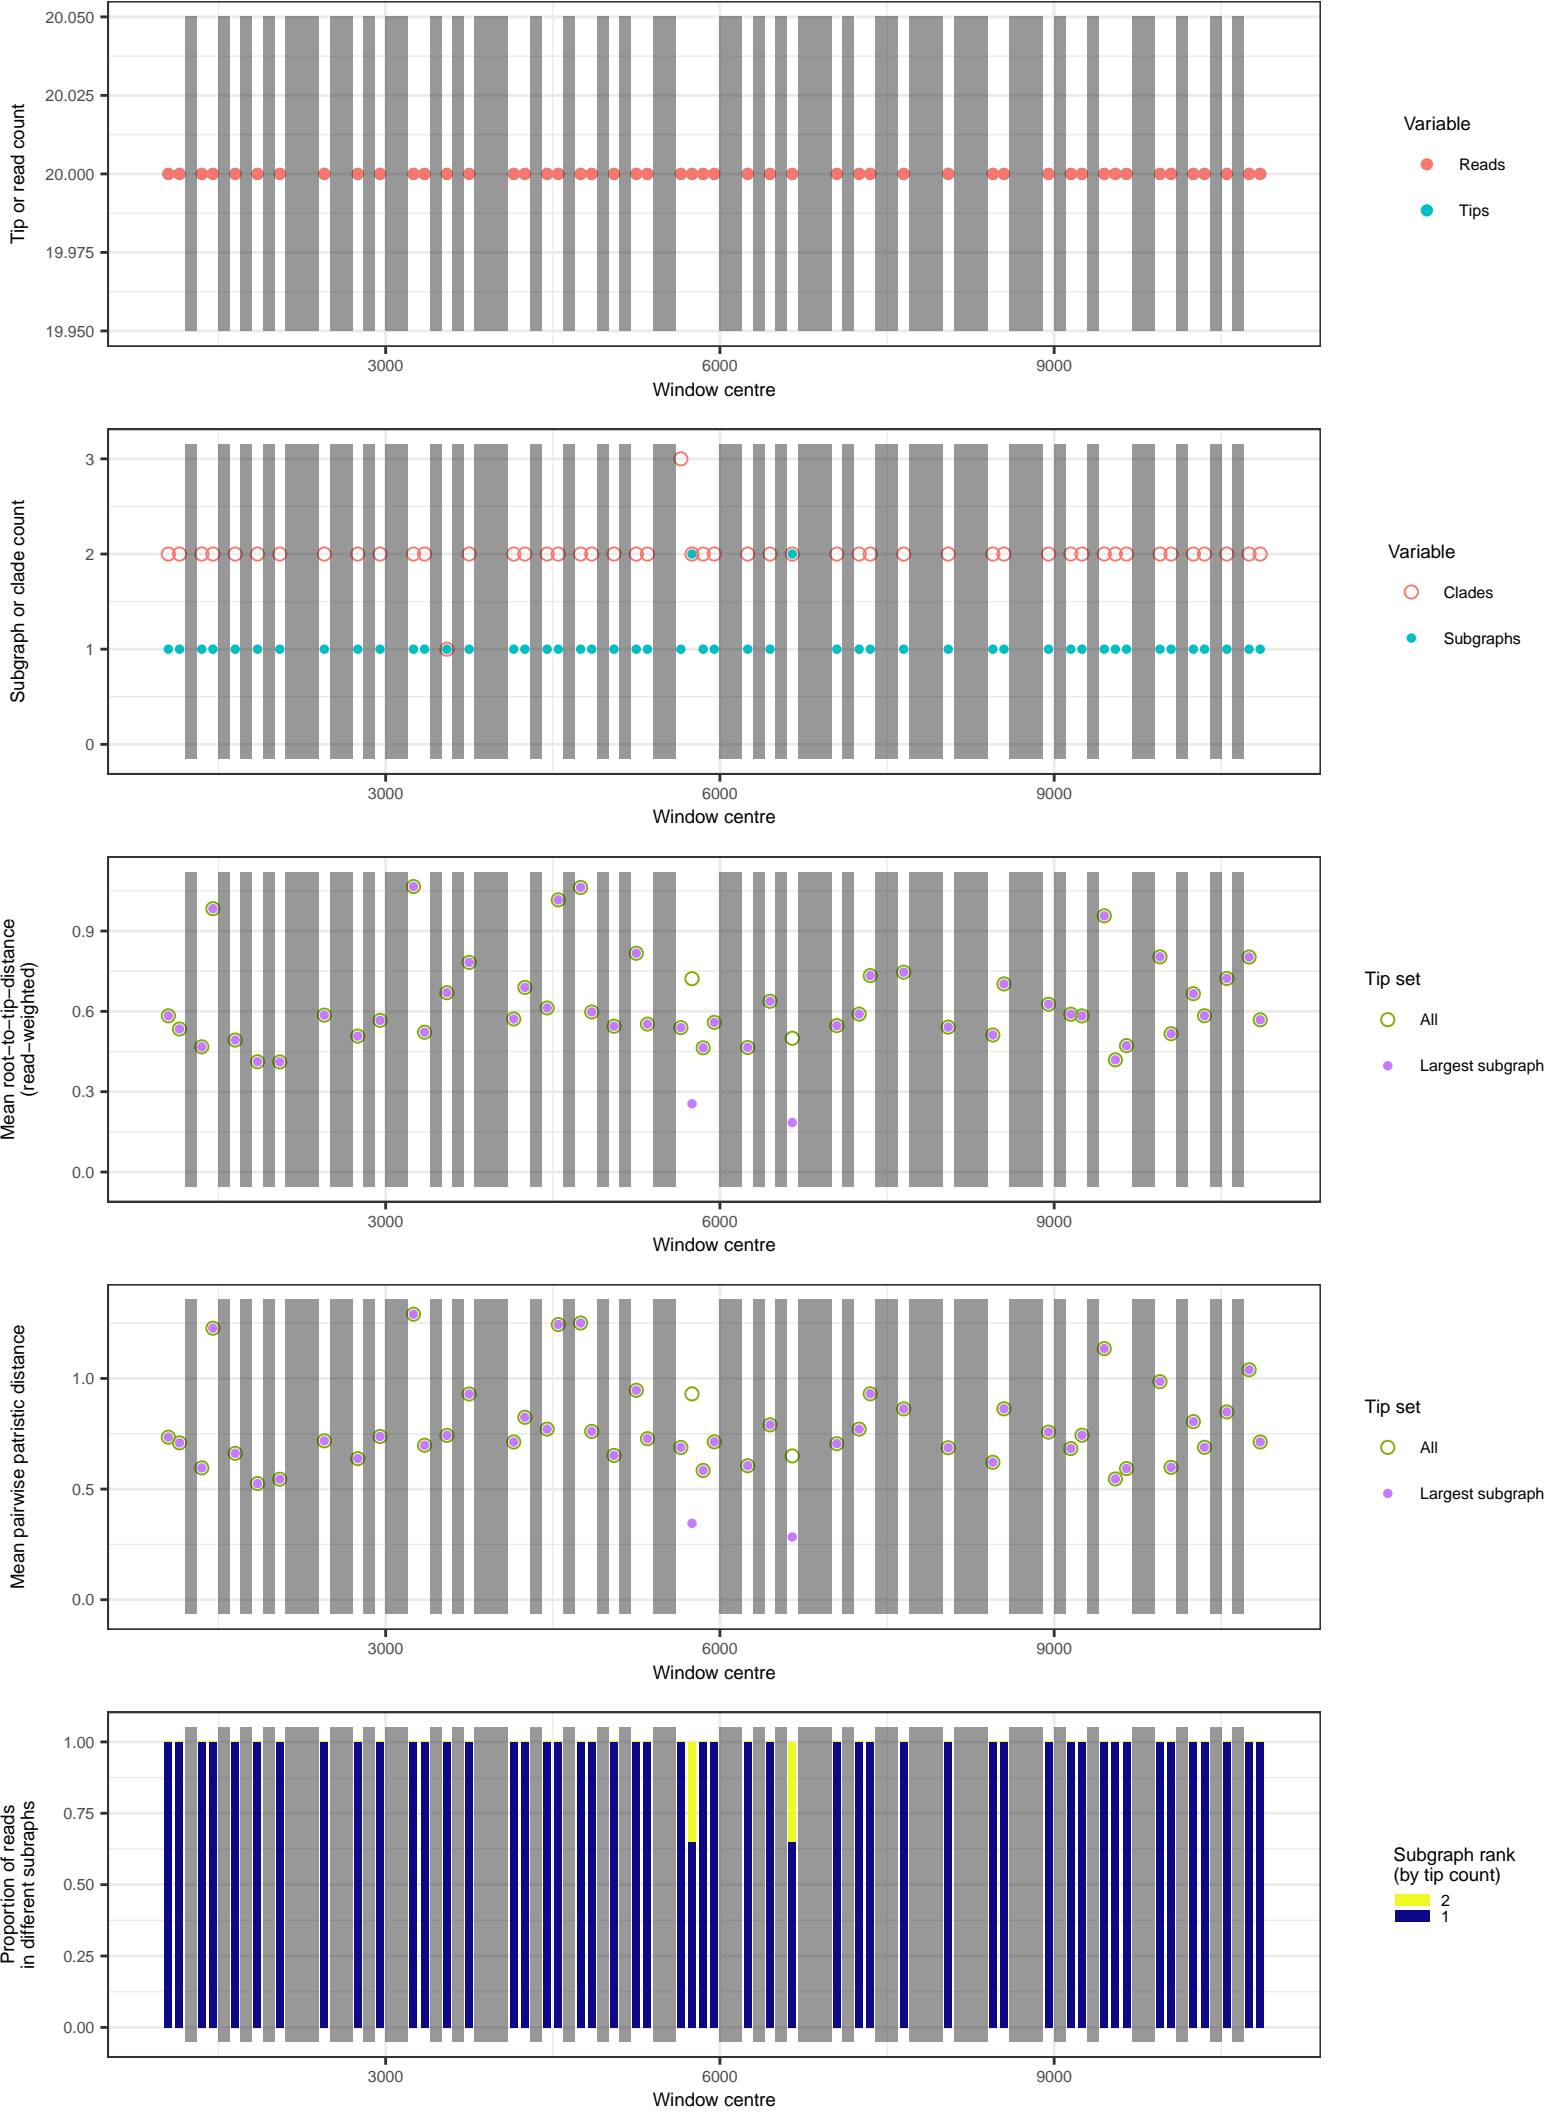 20.050
20.025
20.000
19.975
19.950
Tip or read count
3000
6000
9000
Window centre
Variable
Reads
Tips
3
2
1
0
Subgraph or clade count
3000
6000
9000
Window centre
Variable
Clades
Subgraphs
0.9
0.6
0.3
0.0
Mean root−to−tip−distance
(read−weighted)
3000
6000
9000
Window centre
Tip set
All
Largest subgraph
1.0
0.5
0.0
Mean pairwise patristic distance
3000
6000
9000
Window centre
Tip set
All
Largest subgraph
1.00
0.75
0.50
0.25
0.00
Proportion of reads
in different subraphs
3000
6000
9000
Window centre
Subgraph rank
(by tip count)
2
1